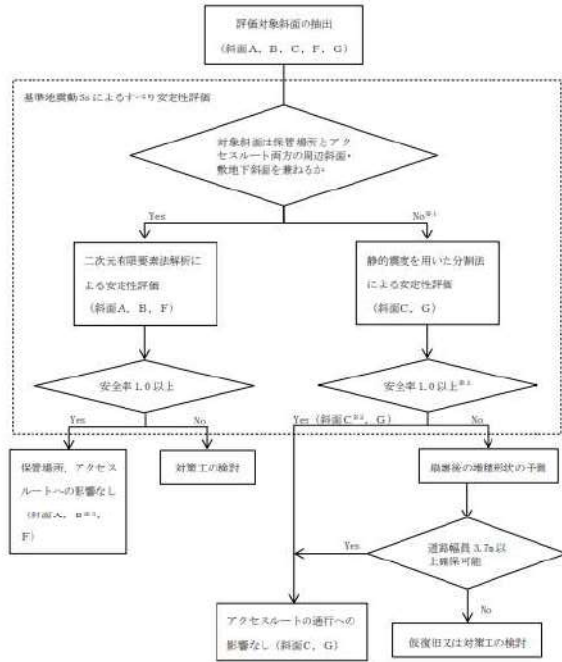 評価対象斜面の抽出
(斜面A, B, C, F, G)
基準地震動Ssによるすべり安定性評価
対象斜面は保管場所とアク
セスルート両方の周辺斜面・
敷地下斜面を兼ねるか
Yes
No※1
二次元有限要素法解析に
よる安定性評価
(斜面A, B, F)
静的震度を用いた分割法
による安定性評価
(斜面C, G)
安全率1.0以上
安全率1.0以上
Yes
No
Yes (斜面C, G)
No
保管場所, アクセス
ルートへの影響なし
(斜面A, B, F)
対策工の検討
崩壊後の堆積形状の予測
Yes
道路幅員3.7m以
上確保可能
No
アクセスルートの通行への
影響なし (斜面C, G)
仮復旧又は対策工の検討